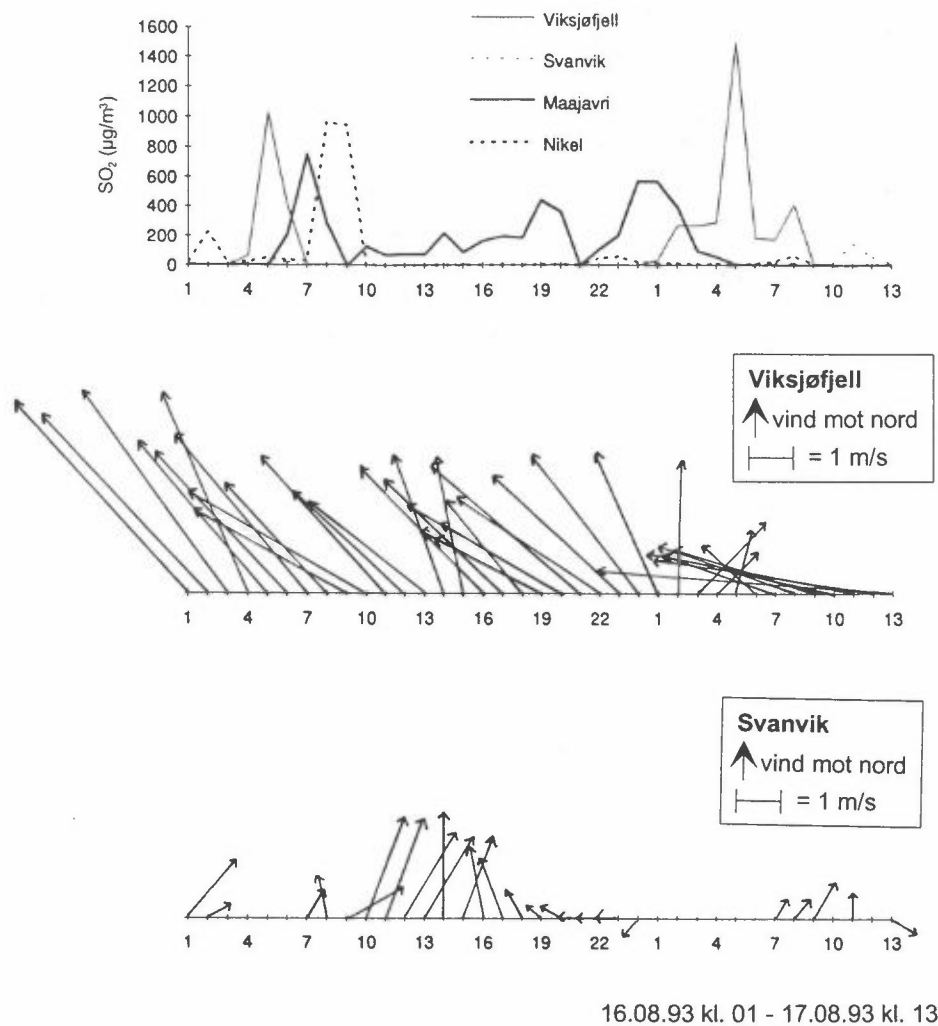 1600
1400
1200
1000
800
600
400
200
0
SO₂ (µg/m³)
Viksjøfjell
Svanvik
Maajavri
Nikel
1 4 7 10 13 16 19 22 1 4 7 10 13
Viksjøfjell
vind mot nord
= 1 m/s
1 4 7 10 13 16 19 22 1 4 7 10 13
Svanvik
vind mot nord
= 1 m/s
1 4 7 10 13 16 19 22 1 4 7 10 13
16.08.93 kl. 01 - 17.08.93 kl. 13